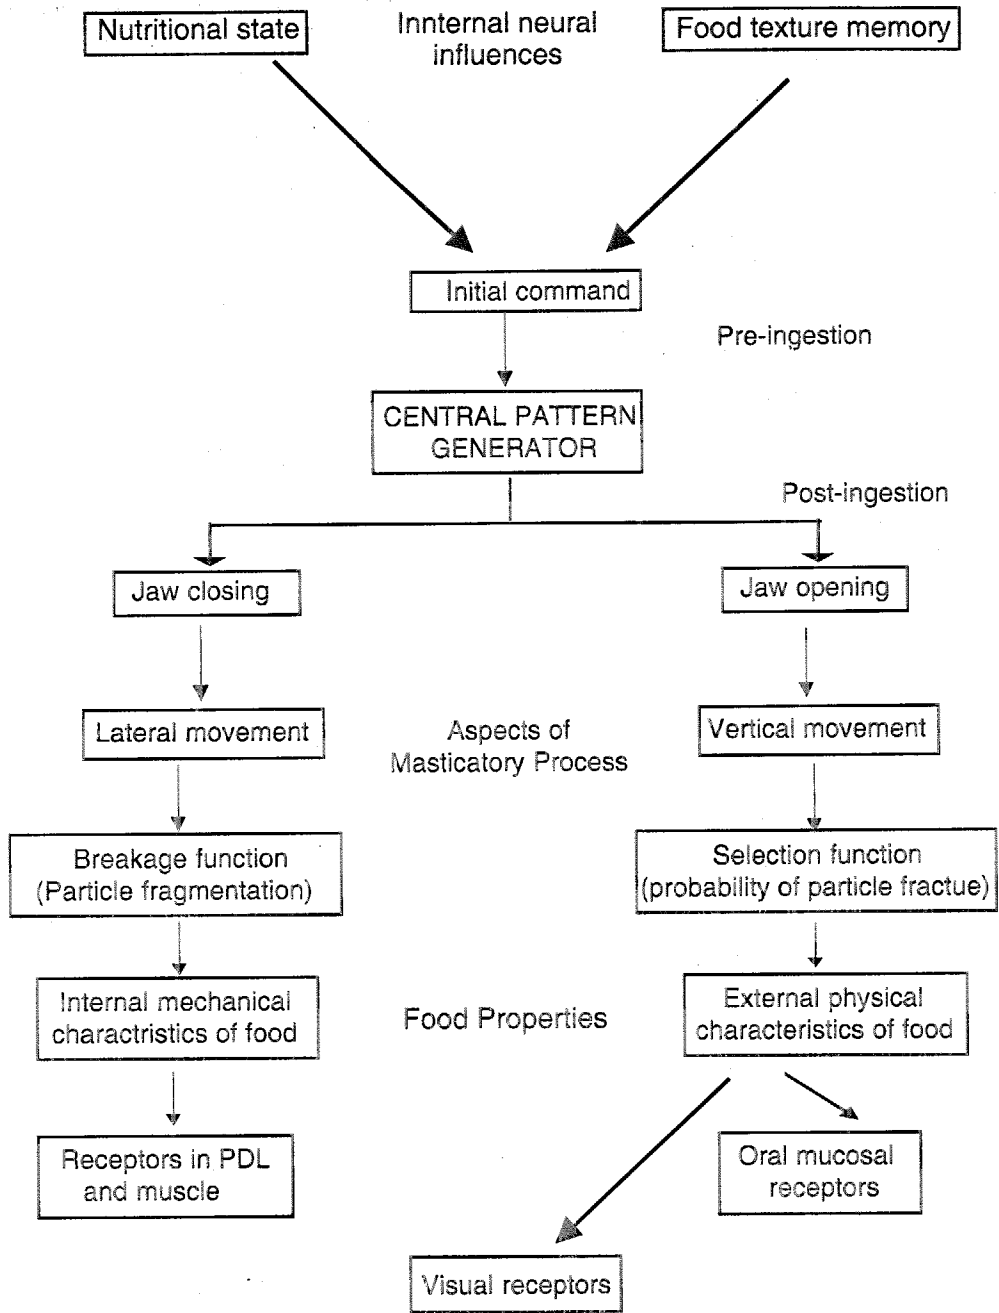 Nutritional state
Innternal neural
influences
Food texture memory
Initial command
Pre-ingestion
CENTRAL PATTERN
GENERATOR
Post-ingestion
Jaw closing
Jaw opening
Lateral movement
Aspects of
Masticatory Process
Vertical movement
Breakage function
(Particle fragmentation)
Selection function
(probability of particle fractue)
Internal mechanical
charactristics of food
Food Properties
External physical
characteristics of food
Receptors in PDL
and muscle
Oral mucosal
receptors
Visual receptors